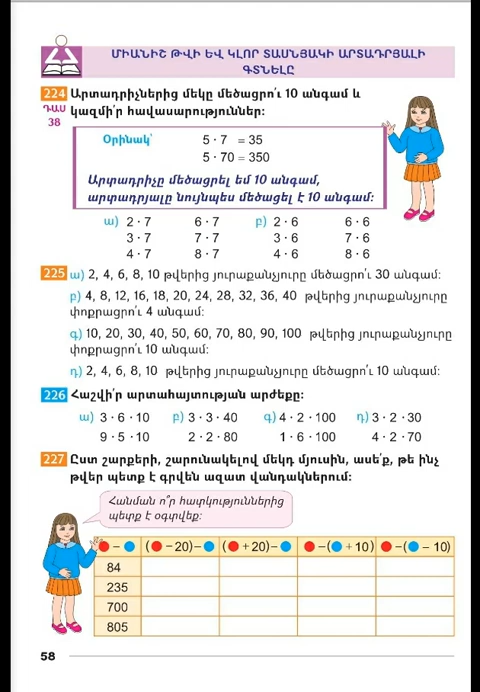 ՄԻԱՆԻՇ ԹՎԻ ԵՎ ԿԼՈՐ ՏԱՍՆՅԱԿԻ ԱՐՏԱԴՐՅԱԼԻ
ԳՏՆԵԼԸ
224 Արտադրիչներից մեկը մեծացրո՛ւ 10 անգամ և
ԴԱՍ կազմի՛ր հավասարություններ:
38
Օրինակ՝ 5 · 7 = 35
5 · 70 = 350
Արտադրիչը մեծացրել եմ 10 անգամ,
արտադրյալը նույնպես մեծացել է 10 անգամ:
ա) 2 · 7 6 · 7 բ) 2 · 6 6 · 6
3 · 7 7 · 7 3 · 6 7 · 6
4 · 7 8 · 7 4 · 6 8 · 6
225 ա) 2, 4, 6, 8, 10 թվերից յուրաքանչյուրը մեծացրո՛ւ 30 անգամ:
բ) 4, 8, 12, 16, 18, 20, 24, 28, 32, 36, 40 թվերից յուրաքանչյուրը
փոքրացրո՛ւ 4 անգամ:
գ) 10, 20, 30, 40, 50, 60, 70, 80, 90, 100 թվերից յուրաքանչյուրը
փոքրացրո՛ւ 10 անգամ:
դ) 2, 4, 6, 8, 10 թվերից յուրաքանչյուրը մեծացրո՛ւ 10 անգամ:
226 Հաշվի՛ր արտահայտության արժեքը:
ա) 3 · 6 · 10 բ) 3 · 3 · 40 գ) 4 · 2 · 100 դ) 3 · 2 · 30
9 · 5 · 10 2 · 2 · 80 1 · 6 · 100 4 · 2 · 70
227 Ըստ շարքերի, շարունակելով մեկդ մյուսին, ասե՛ք, թե ինչ
թվեր պետք է գրվեն ազատ վանդակներում:
Հանման ո՞ր հատկություններից
պետք է օգտվեք:
– ( – 20) – ( + 20) – – ( + 10) – ( – 10)
84
235
700
805
58